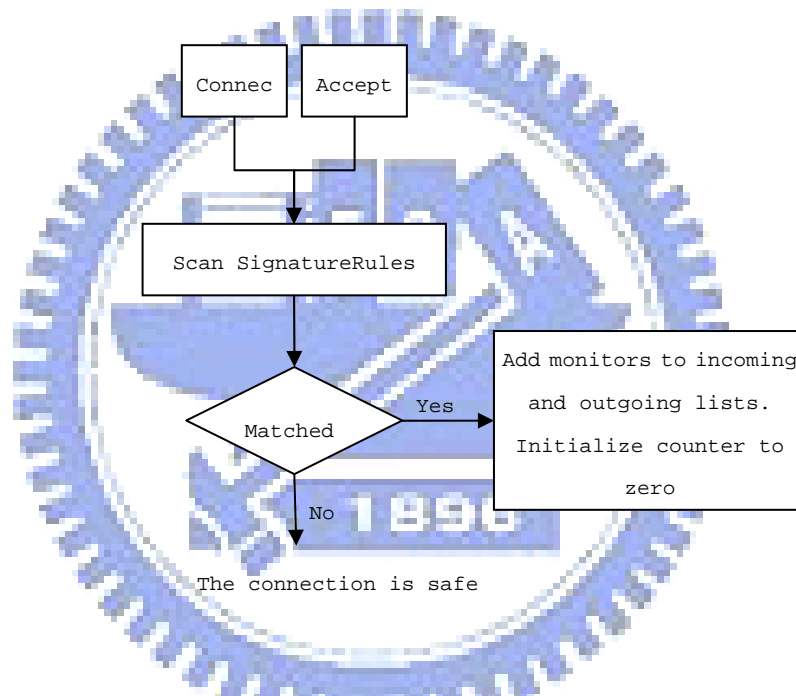 Connec
Accept
Scan SignatureRules
Matched
Yes
Add monitors to incoming
and outgoing lists.
Initialize counter to
zero
No
1896
The connection is safe